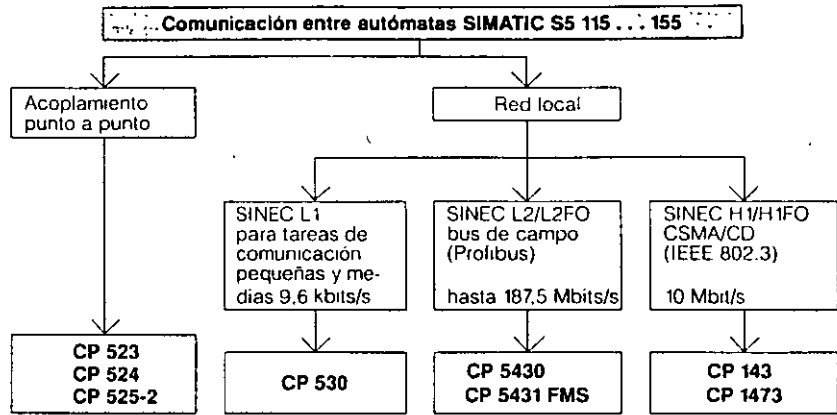 Comunicación entre autómatas SIMATIC S5 115 . . . 155
Acoplamiento
punto a punto
Red local
SINEC L1
para tareas de
comunicación
pequeñas y me-
dias 9,6 kbits/s
SINEC L2/L2FO
bus de campo
(Profibus)
hasta 187,5 Mbits/s
SINEC H1/H1FO
CSMA/CD
(IEEE 802.3)
10 Mbit/s
CP 523
CP 524
CP 525-2
CP 530
CP 5430
CP 5431 FMS
CP 143
CP 1473